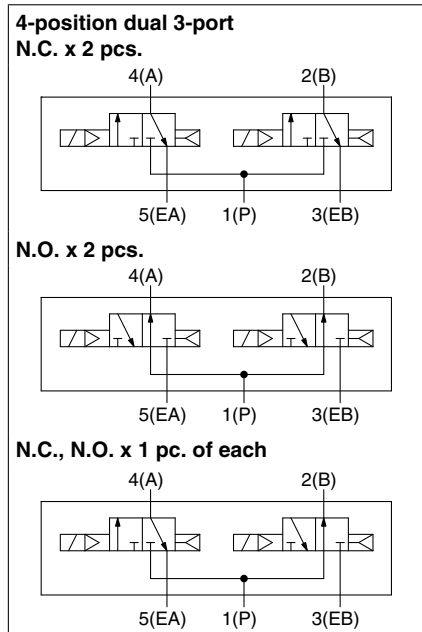 4-position dual 3-port
N.C. x 2 pcs.
4(A) 2(B)
5(EA) 1(P) 3(EB)
N.O. x 2 pcs.
4(A) 2(B)
5(EA) 1(P) 3(EB)
N.C., N.O. x 1 pc. of each
4(A) 2(B)
5(EA) 1(P) 3(EB)